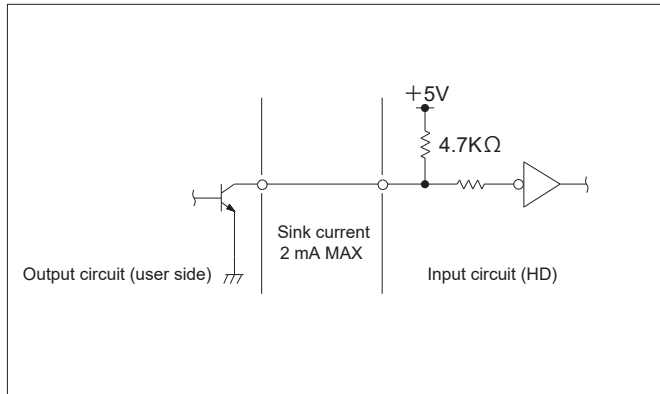 +5V
4.7KΩ
Sink current
2 mA MAX
Output circuit (user side)
Input circuit (HD)